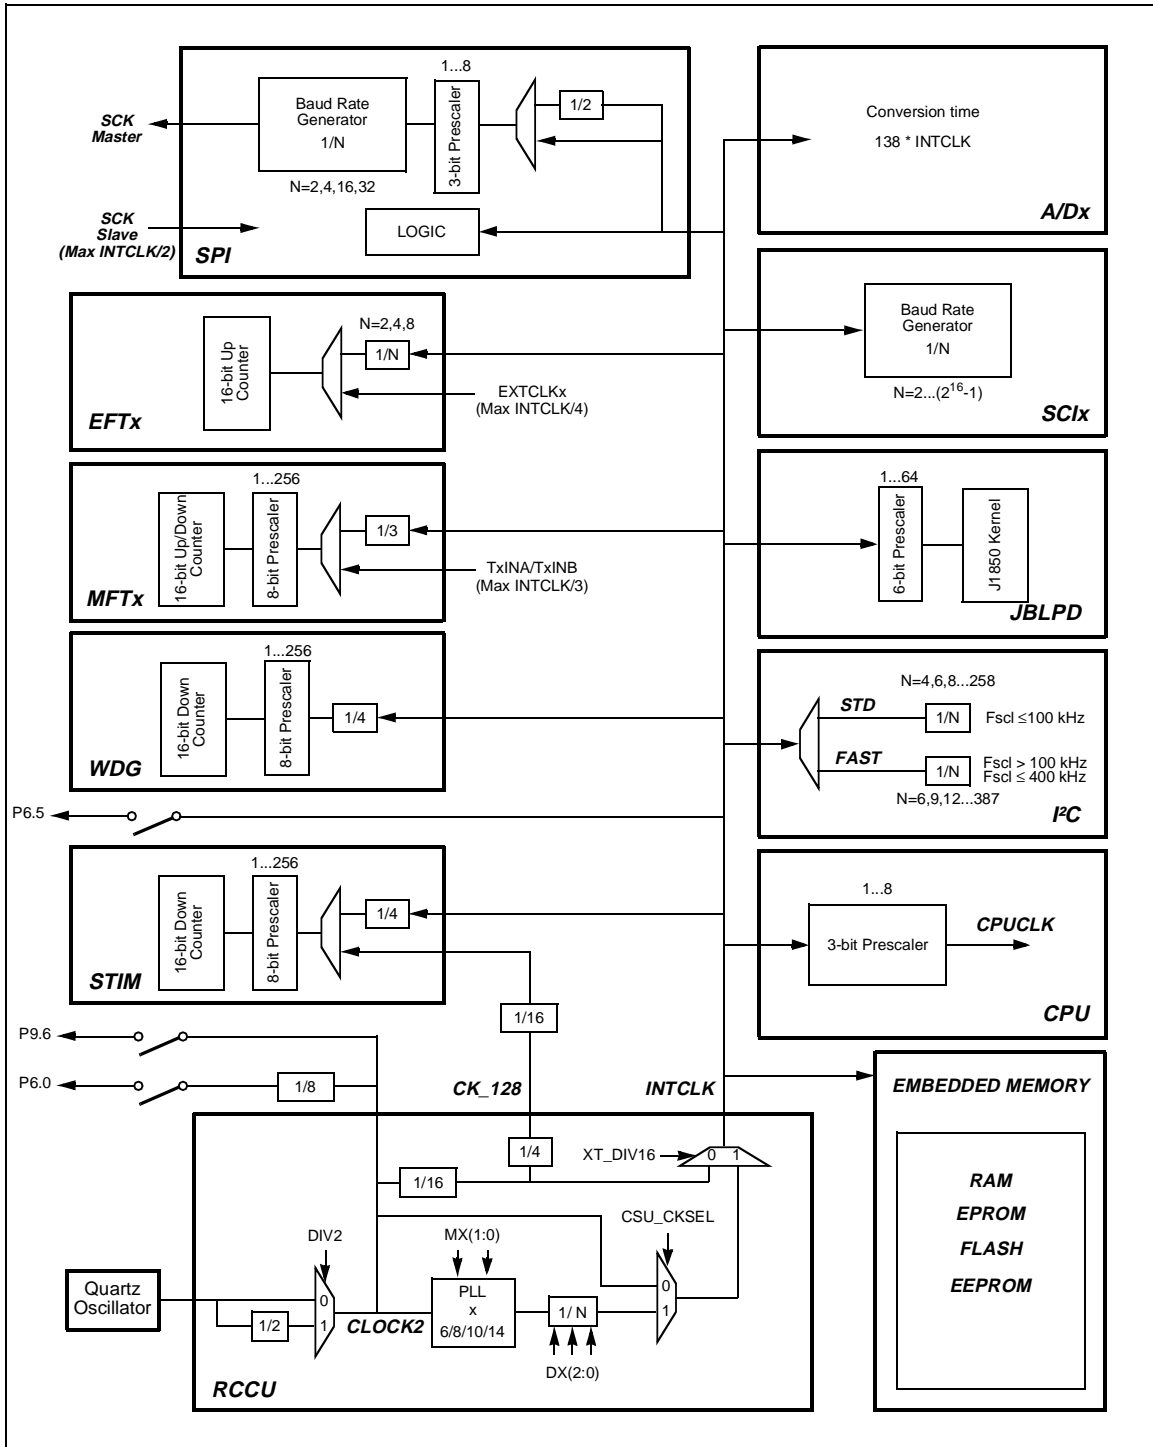 1...8
SCK
Master
Baud Rate
Generator
1/N
N=2,4,16,32
3-bit Prescaler
1/2
SCK
Slave
(Max INTCLK/2)
LOGIC
SPI
Conversion time
138 * INTCLK
A/Dx
N=2,4,8
16-bit Up
Counter
1/N
EXTCLKx
(Max INTCLK/4)
EFTx
Baud Rate
Generator
1/N
N=2...(2^16-1)
SCIx
1...256
16-bit Up/Down
Counter
8-bit Prescaler
1/3
TxINA/TxINB
(Max INTCLK/3)
MFTx
1...64
6-bit Prescaler
J1850 Kernel
JBLPD
1...256
16-bit Down
Counter
8-bit Prescaler
1/4
WDG
N=4,6,8...258
STD
1/N
Fscl ≤100 kHz
FAST
1/N
Fscl > 100 kHz
Fscl ≤ 400 kHz
N=6,9,12...387
I²C
P6.5
1...256
16-bit Down
Counter
8-bit Prescaler
1/4
STIM
1...8
3-bit Prescaler
CPUCLK
CPU
1/16
P9.6
P6.0
1/8
CK_128
INTCLK
EMBEDDED MEMORY
RAM
EPROM
FLASH
EEPROM
1/4
XT_DIV16
0 1
1/16
CSU_CKSEL
DIV2
MX(1:0)
Quartz
Oscillator
1/2
0
1
CLOCK2
PLL
x
6/8/10/14
1/ N
0
1
DX(2:0)
RCCU